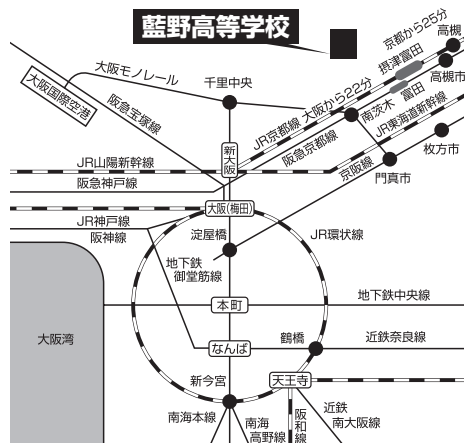 藍野高等学校
京都から25分
高槻
摂津富田
高槻市
富田
大阪モノレール
千里中央
大阪国際空港
阪急宝塚線
大阪から22分
JR京都線
南茨木
JR東海道新幹線
阪急京都線
新大阪
枚方市
京阪線
門真市
JR山陽新幹線
阪急神戸線
大阪(梅田)
JR神戸線
阪神線
淀屋橋
JR環状線
地下鉄
御堂筋線
地下鉄中央線
本町
大阪湾
鶴橋
近鉄奈良線
なんば
新今宮
天王寺
近鉄
南大阪線
南海本線
南海
高野線
阪和線